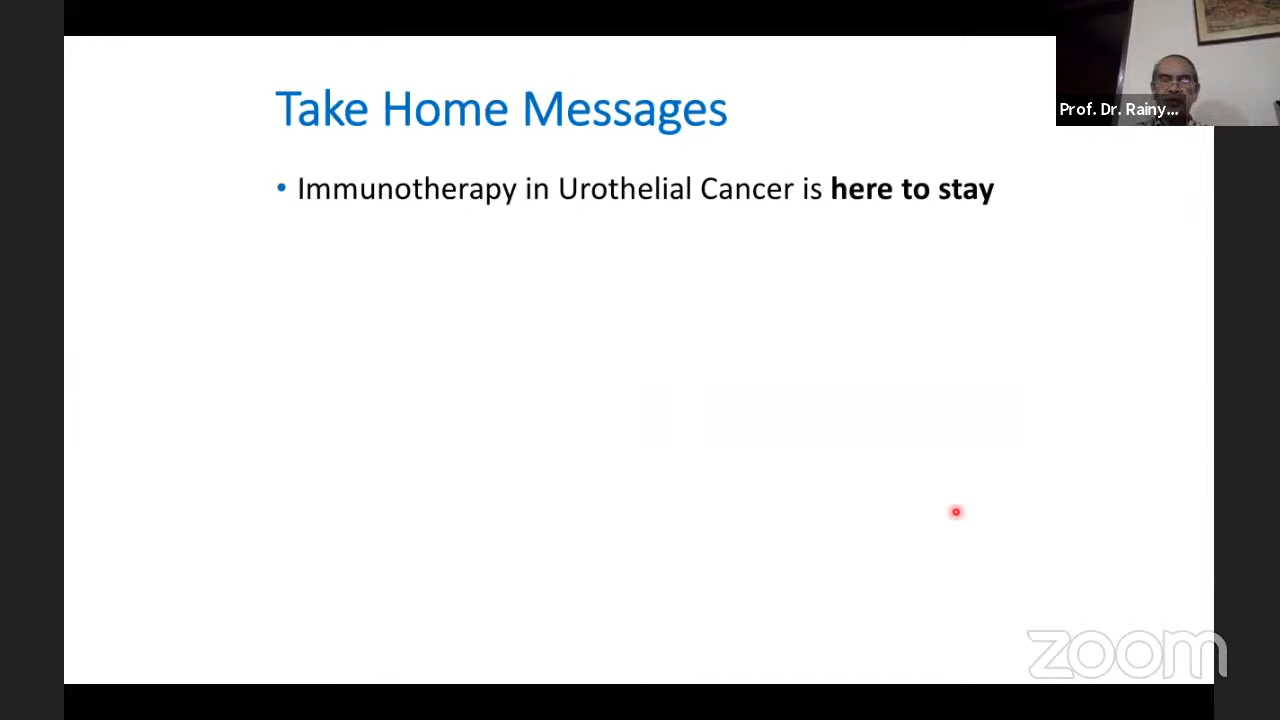 Take Home Messages
Prof. Dr. Rainy...
• Immunotherapy in Urothelial Cancer is here to stay
zoom